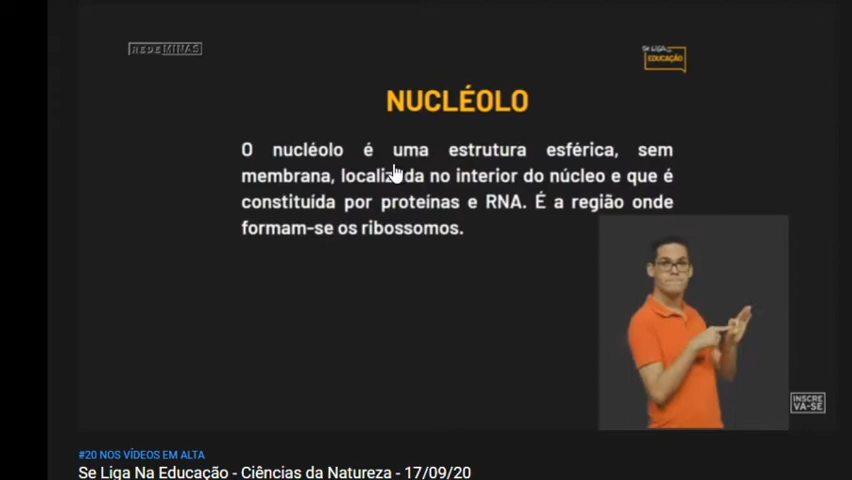 REDE MINAS
Se LIGA...
EDUCAÇÃO
NUCLÉOLO
O nucléolo é uma estrutura esférica, sem
membrana, localizada no interior do núcleo e que é
constituída por proteínas e RNA. É a região onde
formam-se os ribossomos.
INSCRE
VA-SE
#20 NOS VÍDEOS EM ALTA
Se Liga Na Educação - Ciências da Natureza - 17/09/20